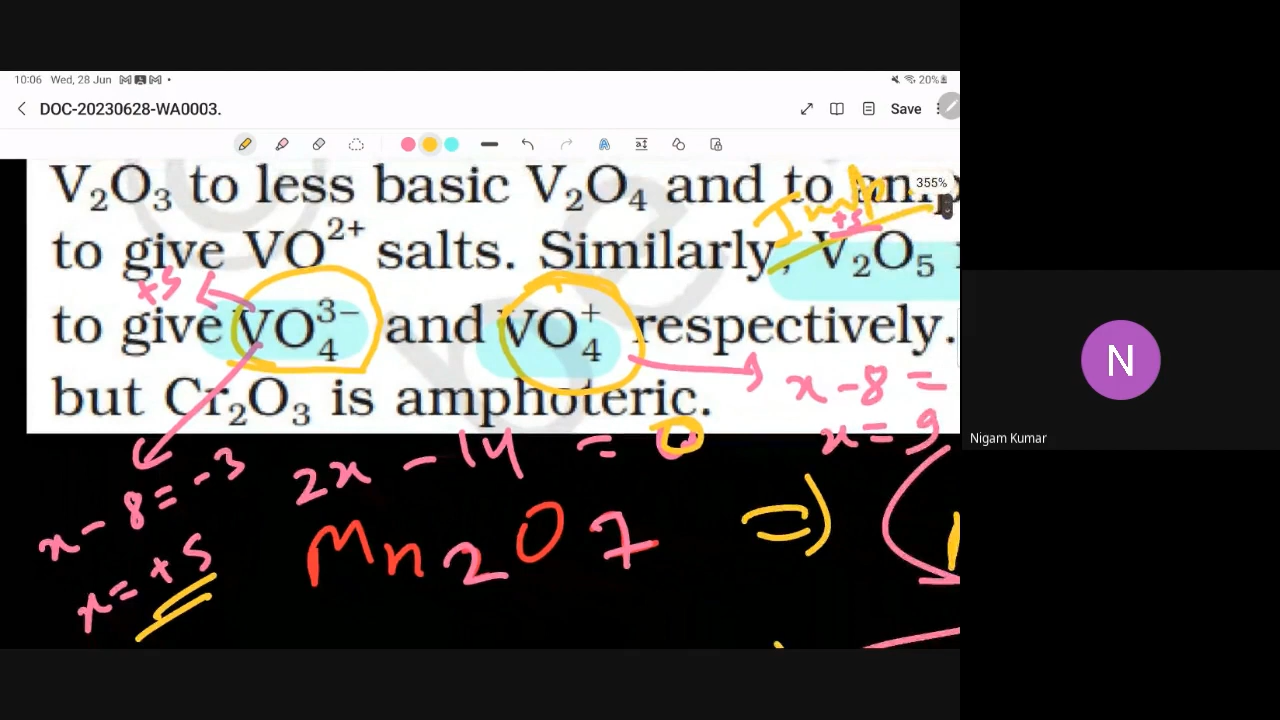 10:06 Wed, 28 Jun
20%
DOC-20230628-WA0003.
Save
355%
V₂O₃ to less basic V₂O₄ and to
Imp
+5
to give VO²⁺ salts. Similarly, V₂O₅
+5
to give VO₄³⁻ and VO₄⁺ respectively.
x - 8 =
but Cr₂O₃ is amphoteric.
x = 9
x - 8 = -3
2x - 14 = 0
x = +5
Mn2O7 ⇒
N
Nigam Kumar